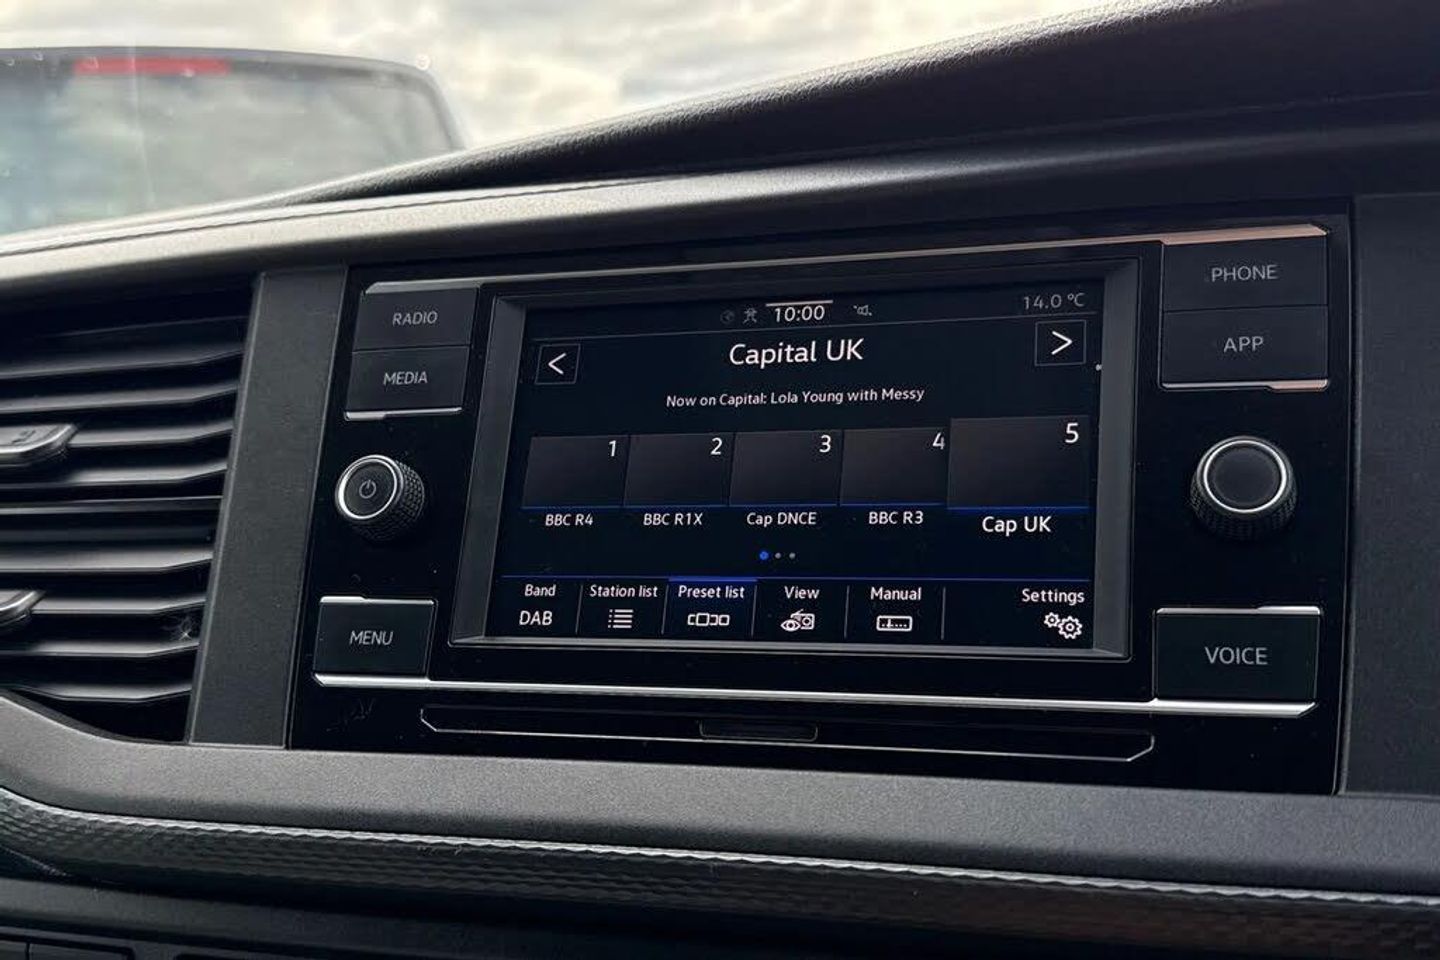 RADIO
MEDIA
MENU
10:00
14.0 °C
<
Capital UK
>
Now on Capital: Lola Young with Messy
1
2
3
4
5
BBC R4
BBC R1X
Cap DNCE
BBC R3
Cap UK
Band
Station list
Preset list
View
Manual
Settings
DAB
PHONE
APP
VOICE